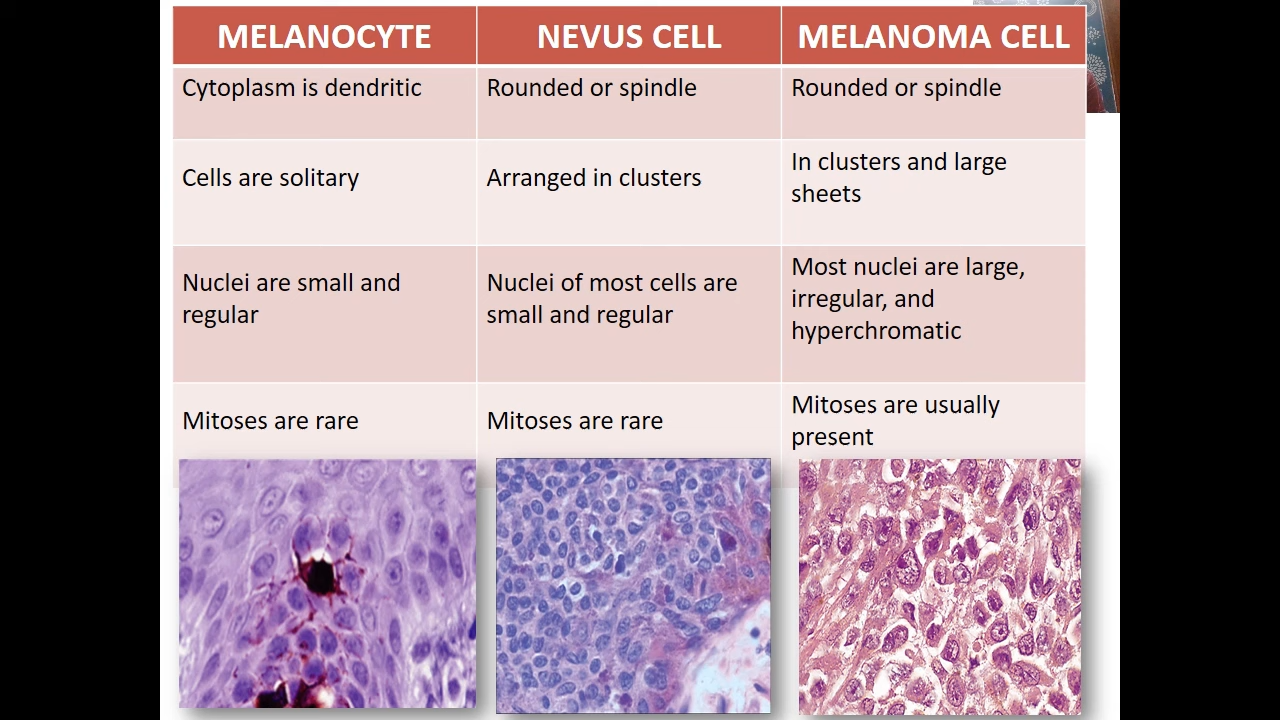 MELANOCYTE
NEVUS CELL
MELANOMA CELL
Cytoplasm is dendritic
Rounded or spindle
Rounded or spindle
Cells are solitary
Arranged in clusters
In clusters and large
sheets
Nuclei are small and
regular
Nuclei of most cells are
small and regular
Most nuclei are large,
irregular, and
hyperchromatic
Mitoses are rare
Mitoses are rare
Mitoses are usually
present